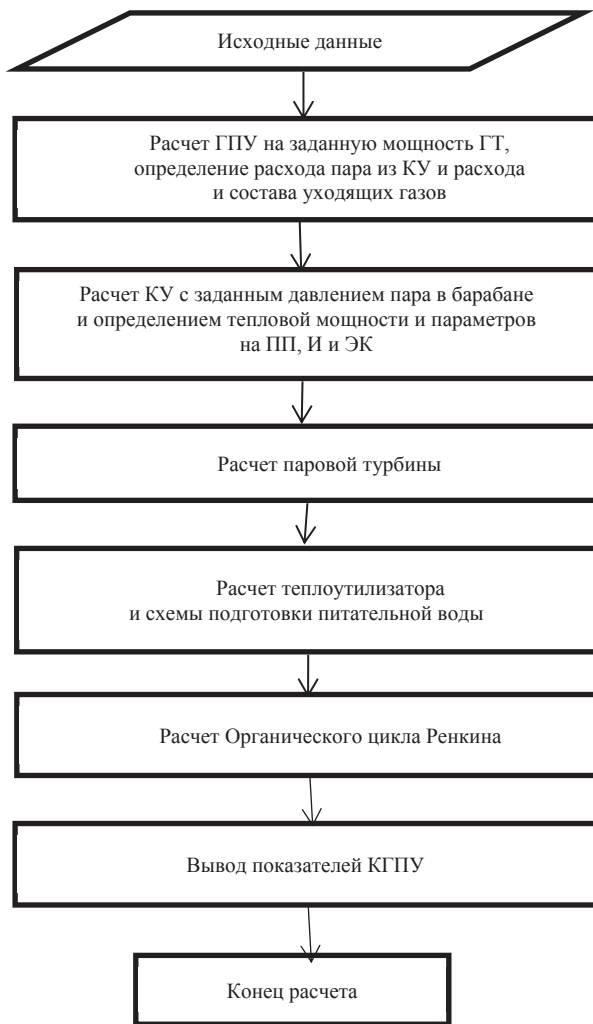 Исходные данные
Расчет ГПУ на заданную мощность ГТ,
определение расхода пара из КУ и расхода
и состава уходящих газов
Расчет КУ с заданным давлением пара в барабане
и определением тепловой мощности и параметров
на ПП, И и ЭК
Расчет паровой турбины
Расчет теплоутилизатора
и схемы подготовки питательной воды
Расчет Органического цикла Ренкина
Вывод показателей КГПУ
Конец расчета